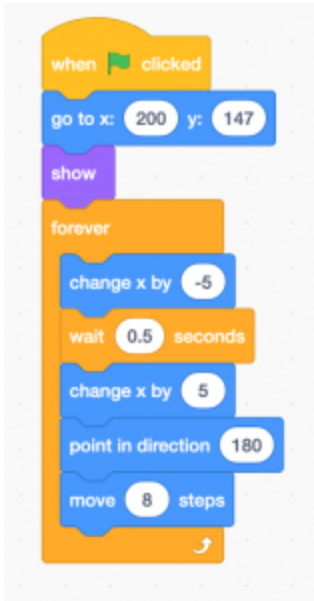 when clicked
go to x: 200 y: 147
show
forever
change x by -5
wait 0.5 seconds
change x by 5
point in direction 180
move 8 steps